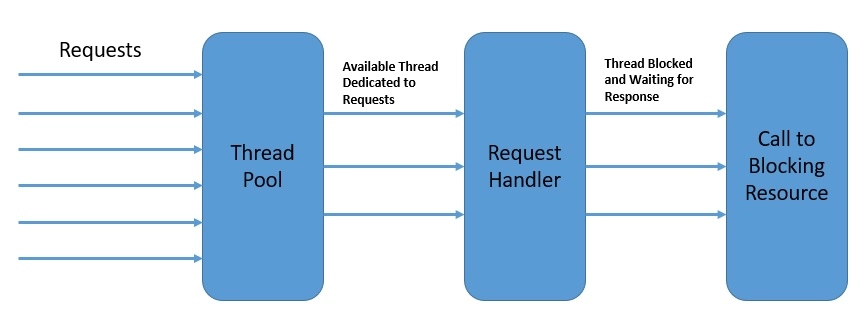 Requests
Available Thread
Dedicated to
Requests
Thread Blocked
and Waiting for
Response
Thread
Pool
Request
Handler
Call to
Blocking
Resource